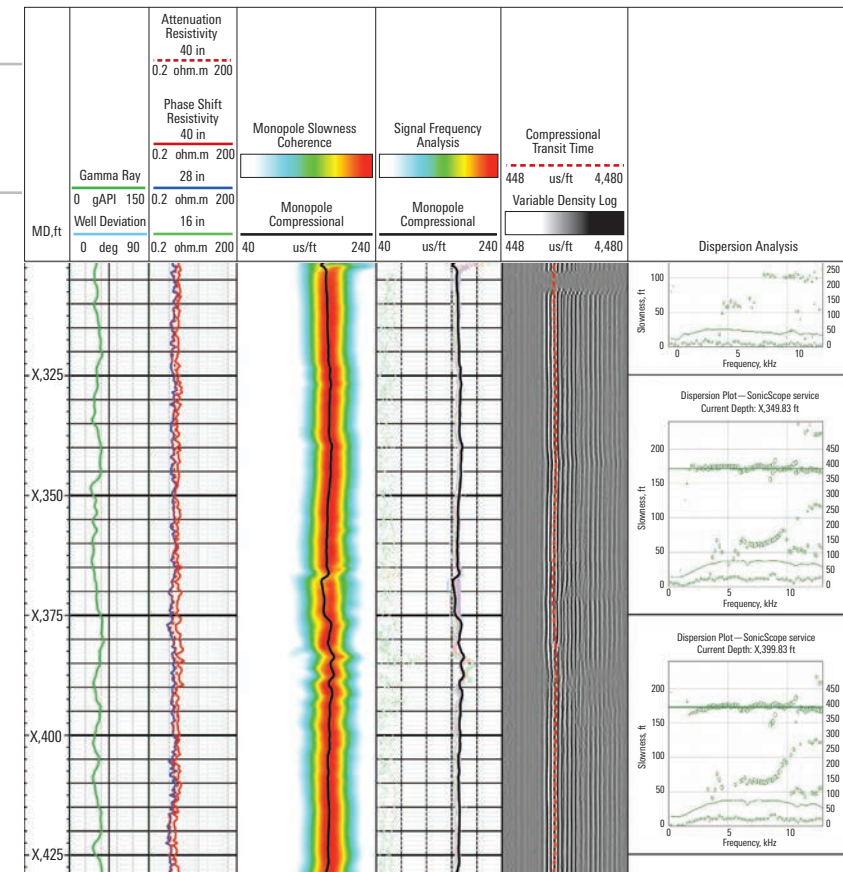 MD,ft
Gamma Ray
0 gAPI 150
Well Deviation
0 deg 90
Attenuation
Resistivity
40 in
0.2 ohm.m 200
Phase Shift
Resistivity
40 in
0.2 ohm.m 200
28 in
0.2 ohm.m 200
16 in
0.2 ohm.m 200
Monopole Slowness
Coherence
Monopole
Compressional
40 us/ft 240
Signal Frequency
Analysis
Monopole
Compressional
40 us/ft 240
Compressional
Transit Time
448 us/ft 4,480
Variable Density Log
448 us/ft 4,480
Dispersion Analysis
X,325
X,350
X,375
X,400
X,425
Slowness, ft
100
50
0
250
200
150
100
50
0
0 5 10
Frequency, kHz
Dispersion Plot—SonicScope service
Current Depth: X,349.83 ft
Slowness, ft
200
150
100
50
0
450
400
350
300
250
200
150
100
50
0
0 5 10
Frequency, kHz
Dispersion Plot—SonicScope service
Current Depth: X,399.83 ft
Slowness, ft
200
150
100
50
0
450
400
350
300
250
200
150
100
50
0
0 5 10
Frequency, kHz